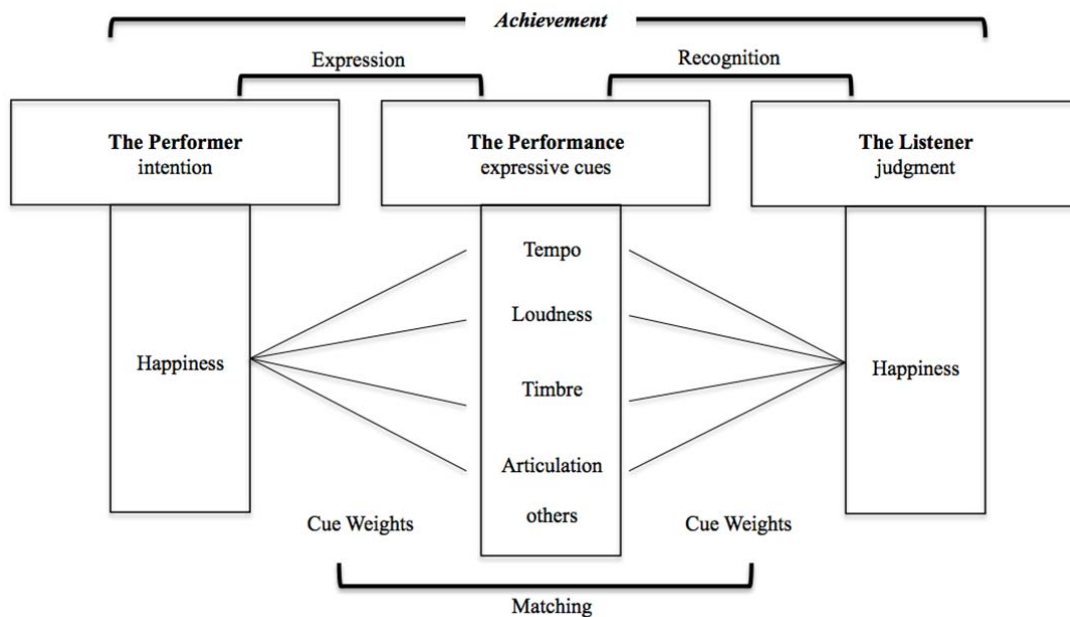 Achievement
Expression
Recognition
The Performer
intention
The Performance
expressive cues
The Listener
judgment
Happiness
Tempo
Loudness
Timbre
Articulation
others
Happiness
Cue Weights
Cue Weights
Matching